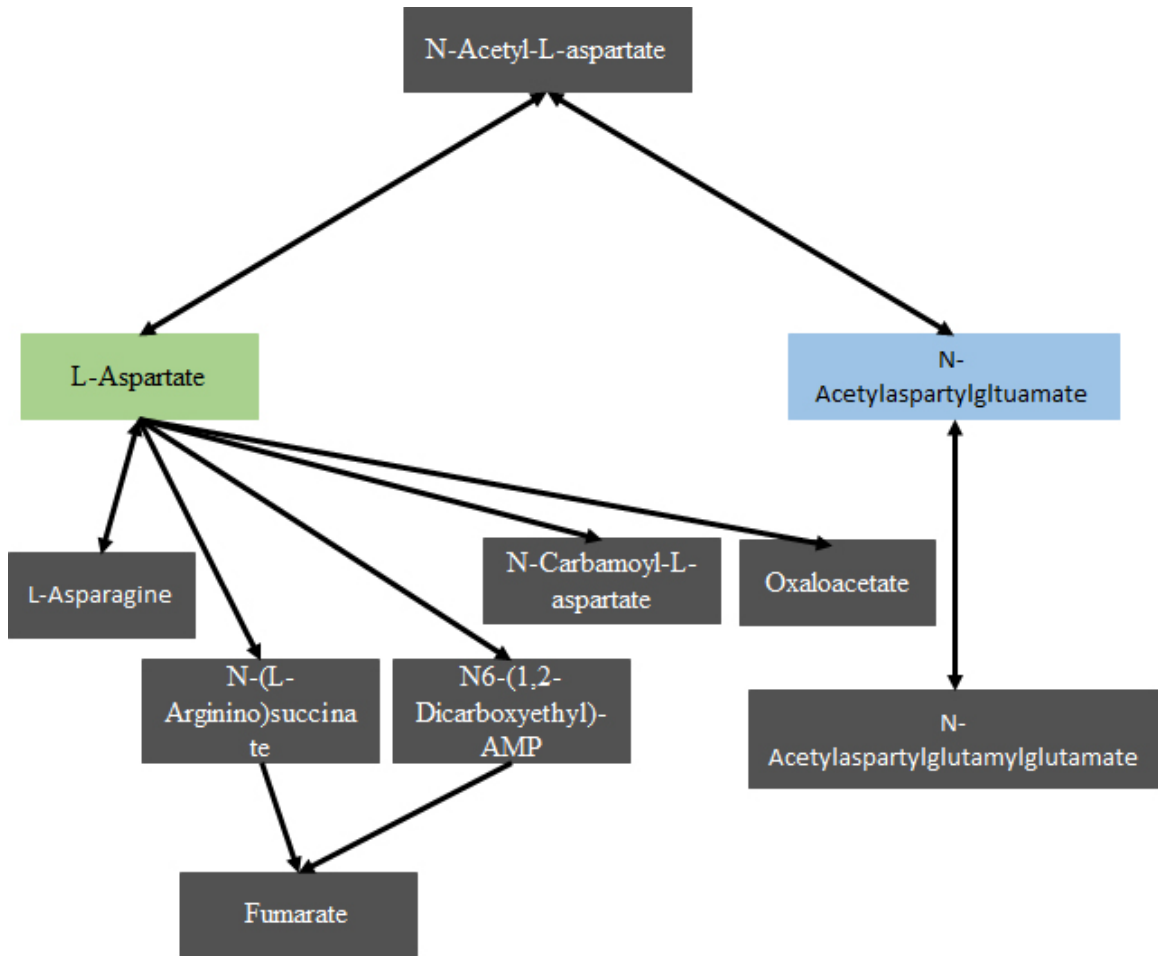 N-Acetyl-L-aspartate
L-Aspartate
N-
Acetylaspartylgltuamate
L-Asparagine
N-Carbamoyl-L-
aspartate
Oxaloacetate
N-(L-
Arginino)succina
te
N6-(1,2-
Dicarboxyethyl)-
AMP
N-
Acetylaspartylglutamylglutamate
Fumarate